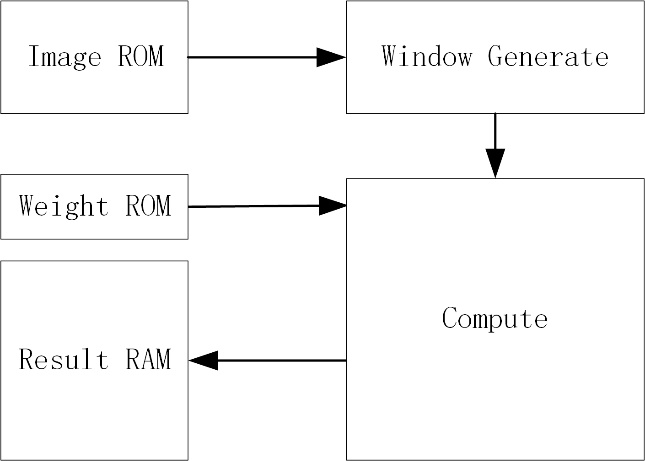 Image ROM
Window Generate
Weight ROM
Compute
Result RAM